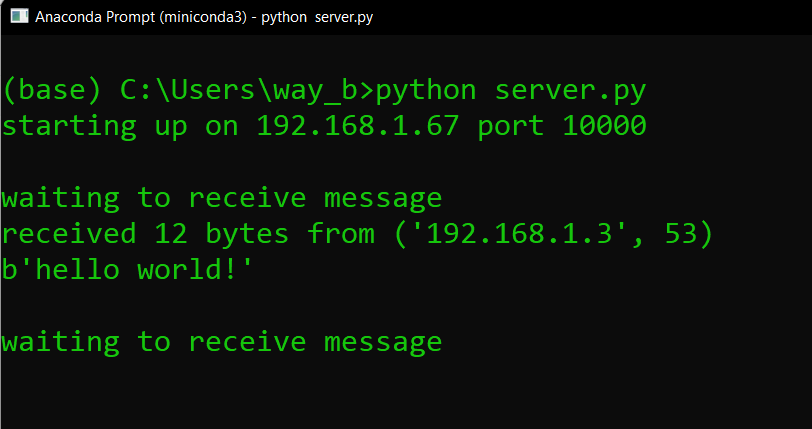 Anaconda Prompt (miniconda3) - python  server.py
(base) C:\Users\way_b>python server.py
starting up on 192.168.1.67 port 10000
waiting to receive message
received 12 bytes from ('192.168.1.3', 53)
b'hello world!'
waiting to receive message